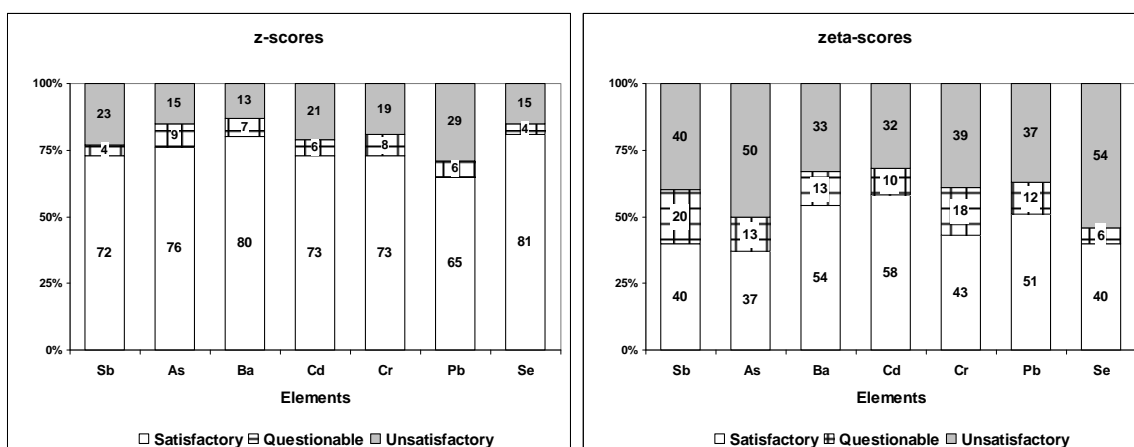 z-scores
100%
75%
50%
25%
0%
23 15 13 21 19 29 15
4 9 7 6 8 6 4
72 76 80 73 73 65 81
Sb As Ba Cd Cr Pb Se
Elements
Satisfactory Questionable Unsatisfactory
zeta-scores
100%
75%
50%
25%
0%
40 50 33 32 39 37 54
20 13 13 10 18 12 6
40 37 54 58 43 51 40
Sb As Ba Cd Cr Pb Se
Elements
Satisfactory Questionable Unsatisfactory